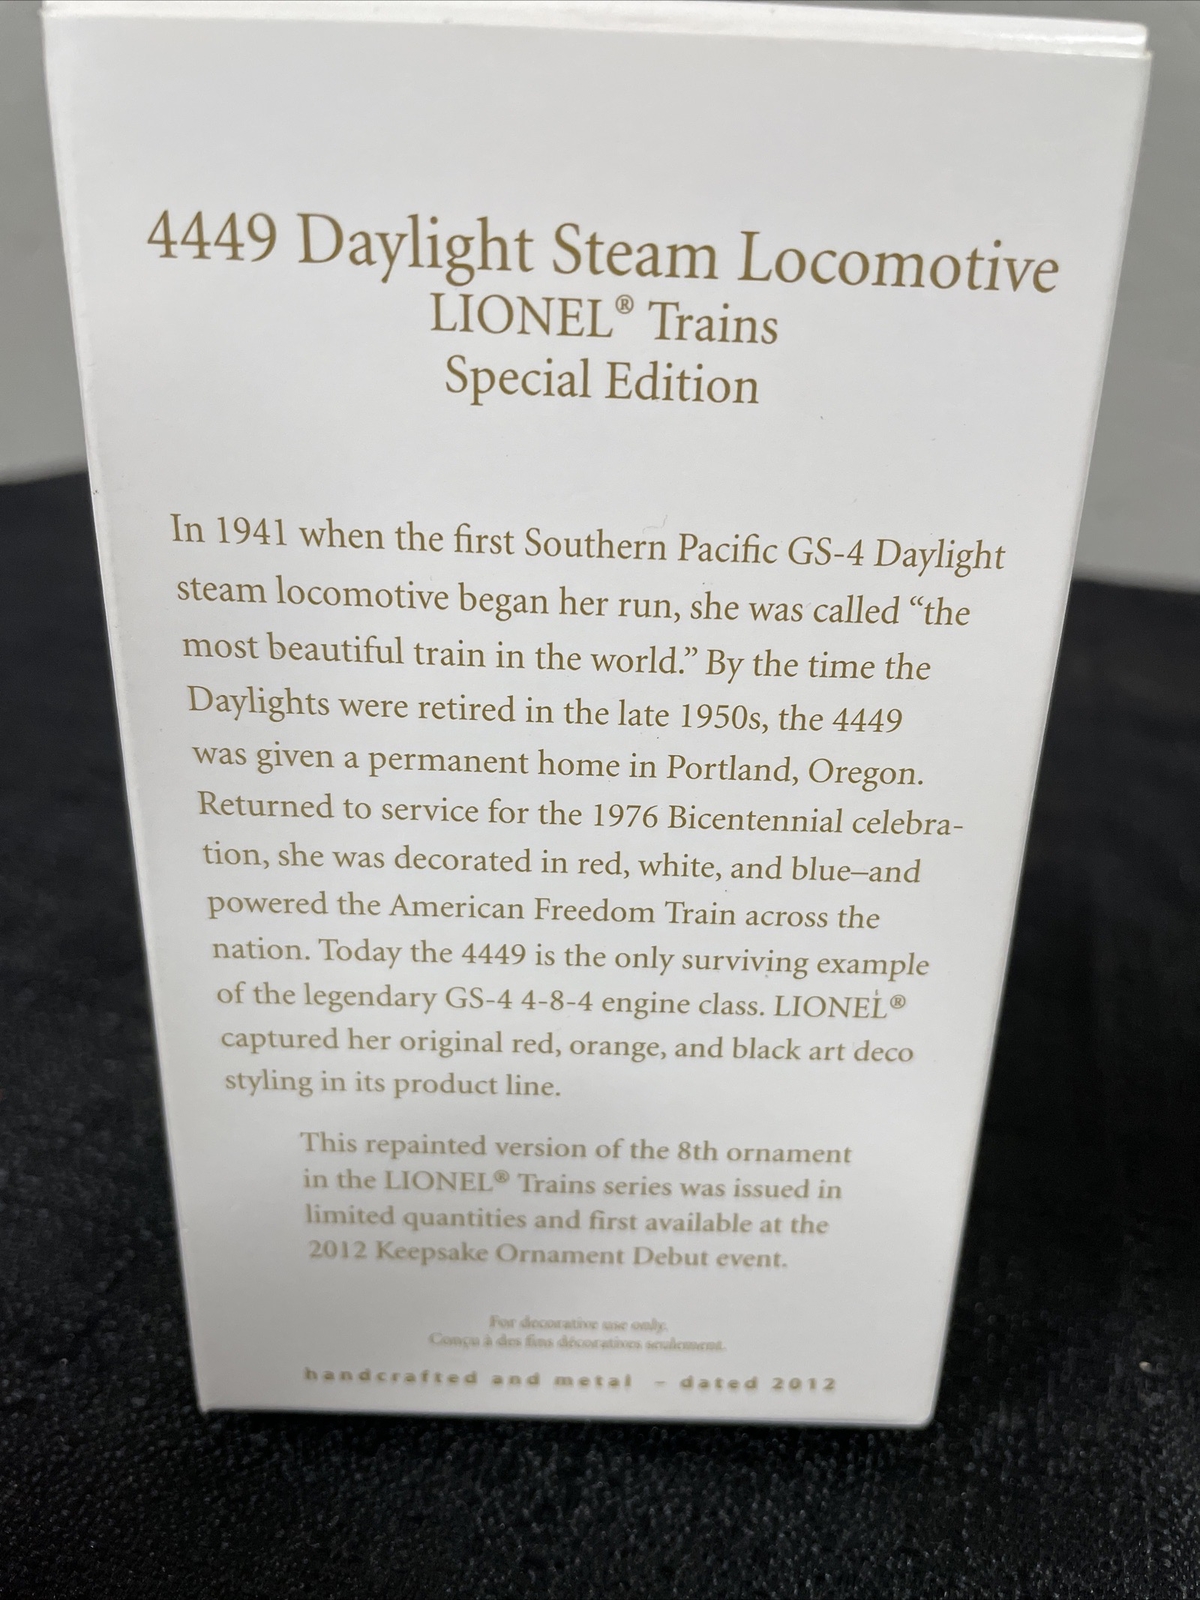 4449 Daylight Steam Locomotive
LIONEL® Trains
Special Edition
In 1941 when the first Southern Pacific GS-4 Daylight
steam locomotive began her run, she was called “the
most beautiful train in the world.” By the time the
Daylights were retired in the late 1950s, the 4449
was given a permanent home in Portland, Oregon.
Returned to service for the 1976 Bicentennial celebra-
tion, she was decorated in red, white, and blue–and
powered the American Freedom Train across the
nation. Today the 4449 is the only surviving example
of the legendary GS-4 4-8-4 engine class. LIONEL®
captured her original red, orange, and black art deco
styling in its product line.
This repainted version of the 8th ornament
in the LIONEL® Trains series was issued in
limited quantities and first available at the
2012 Keepsake Ornament Debut event.
For decorative use only.
Conçu à des fins décoratives seulement.
handcrafted and metal – dated 2012